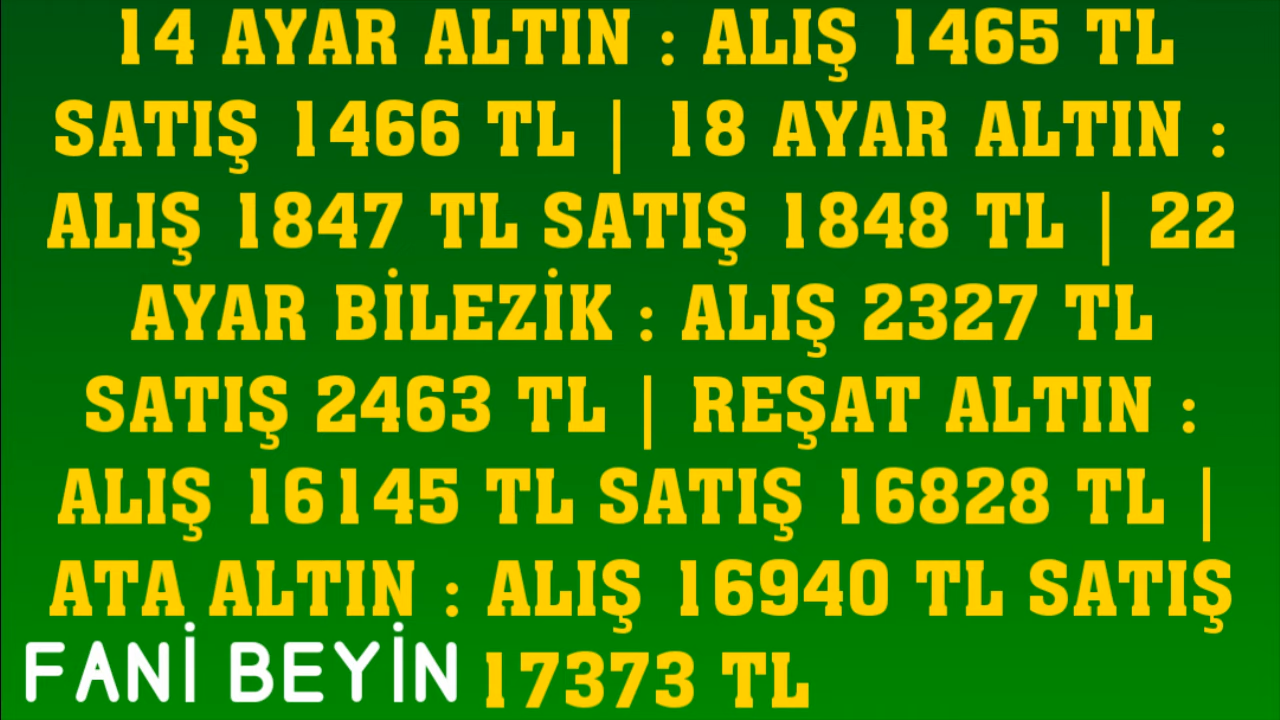 14 AYAR ALTIN : ALIŞ 1465 TL
SATIŞ 1466 TL | 18 AYAR ALTIN :
ALIŞ 1847 TL SATIŞ 1848 TL | 22
AYAR BİLEZİK : ALIŞ 2327 TL
SATIŞ 2463 TL | REŞAT ALTIN :
ALIŞ 16145 TL SATIŞ 16828 TL |
ATA ALTIN : ALIŞ 16940 TL SATIŞ
17373 TL
FANİ BEYİN